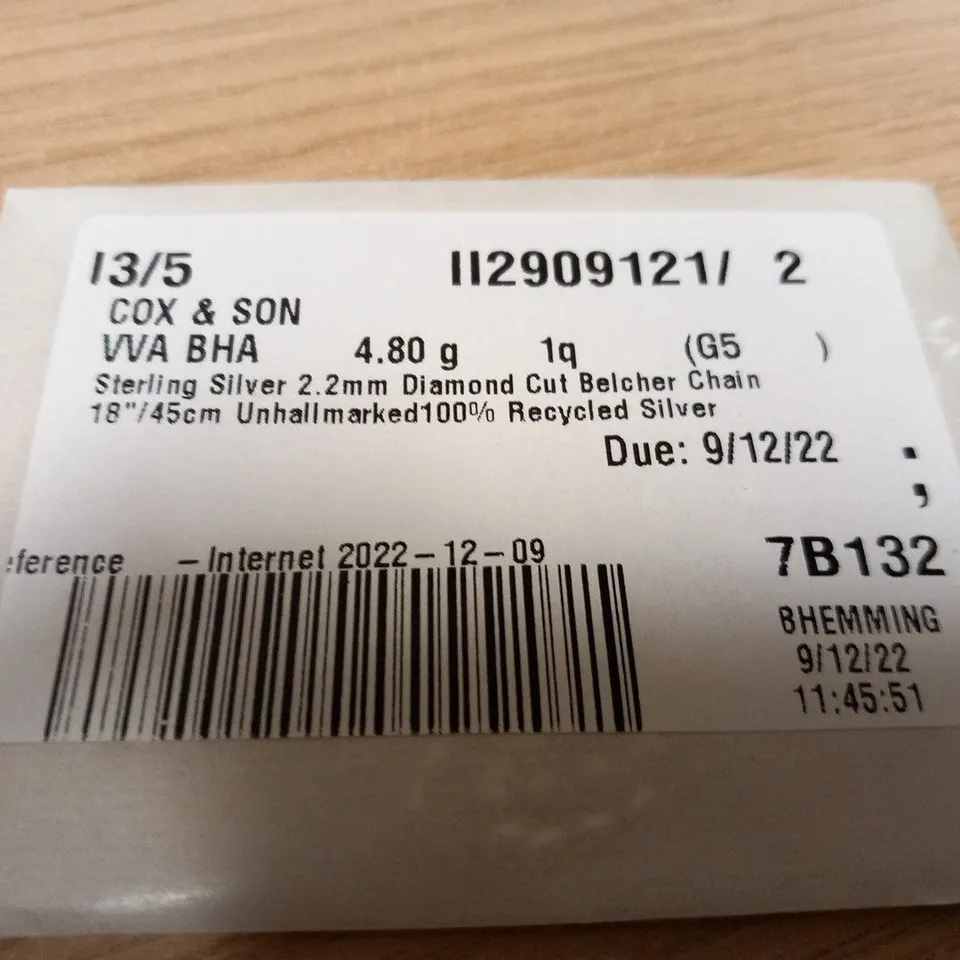 I3/5 II2909121/ 2
COX & SON
VVA BHA 4.80 g 1q (G5 )
Sterling Silver 2.2mm Diamond Cut Belcher Chain
18"/45cm Unhallmarked100% Recycled Silver
Due: 9/12/22 :
;
eference – Internet 2022–12–09 7B132
BHEMMING
9/12/22
11:45:51